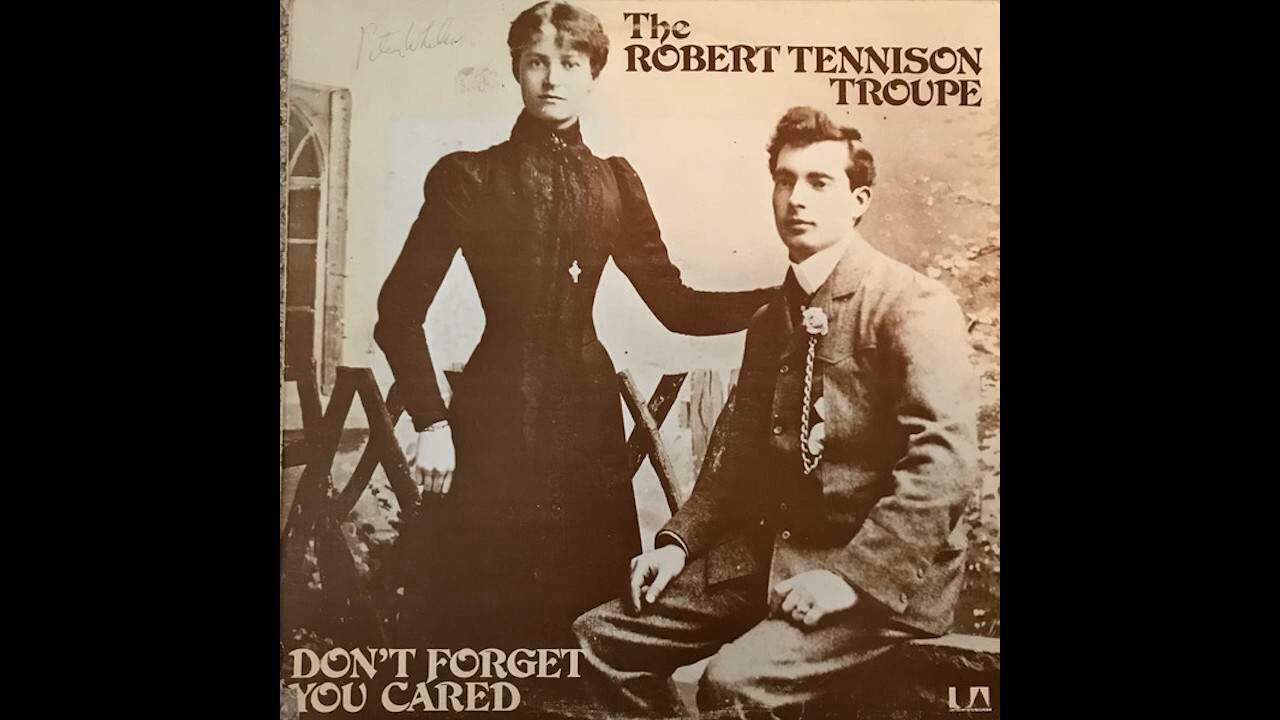 The
ROBERT TENNISON
TROUPE
DON'T FORGET
YOU CARED
UA